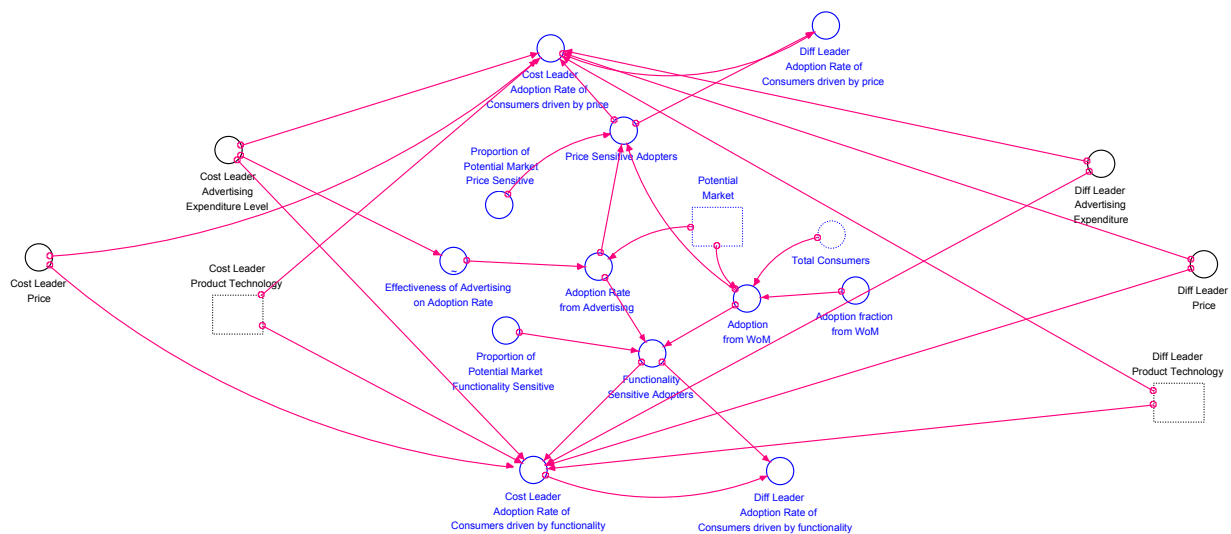 Diff Leader
Adoption Rate of
Consumers driven by price
Cost Leader
Adoption Rate of
Consumers driven by price
Proportion of
Potential Market
Price Sensitive
Price Sensitive Adopters
Cost Leader
Advertising
Expenditure Level
Potential
Market
Diff Leader
Advertising
Expenditure
Total Consumers
Cost Leader
Price
Cost Leader
Product Technology
Effectiveness of Advertising
on Adoption Rate
~
Adoption Rate
from Advertising
Adoption
from WoM
Adoption fraction
from WoM
Diff Leader
Price
Proportion of
Potential Market
Functionality Sensitive
Functionality
Sensitive Adopters
Diff Leader
Product Technology
Cost Leader
Adoption Rate of
Consumers driven by functionality
Diff Leader
Adoption Rate of
Consumers driven by functionality